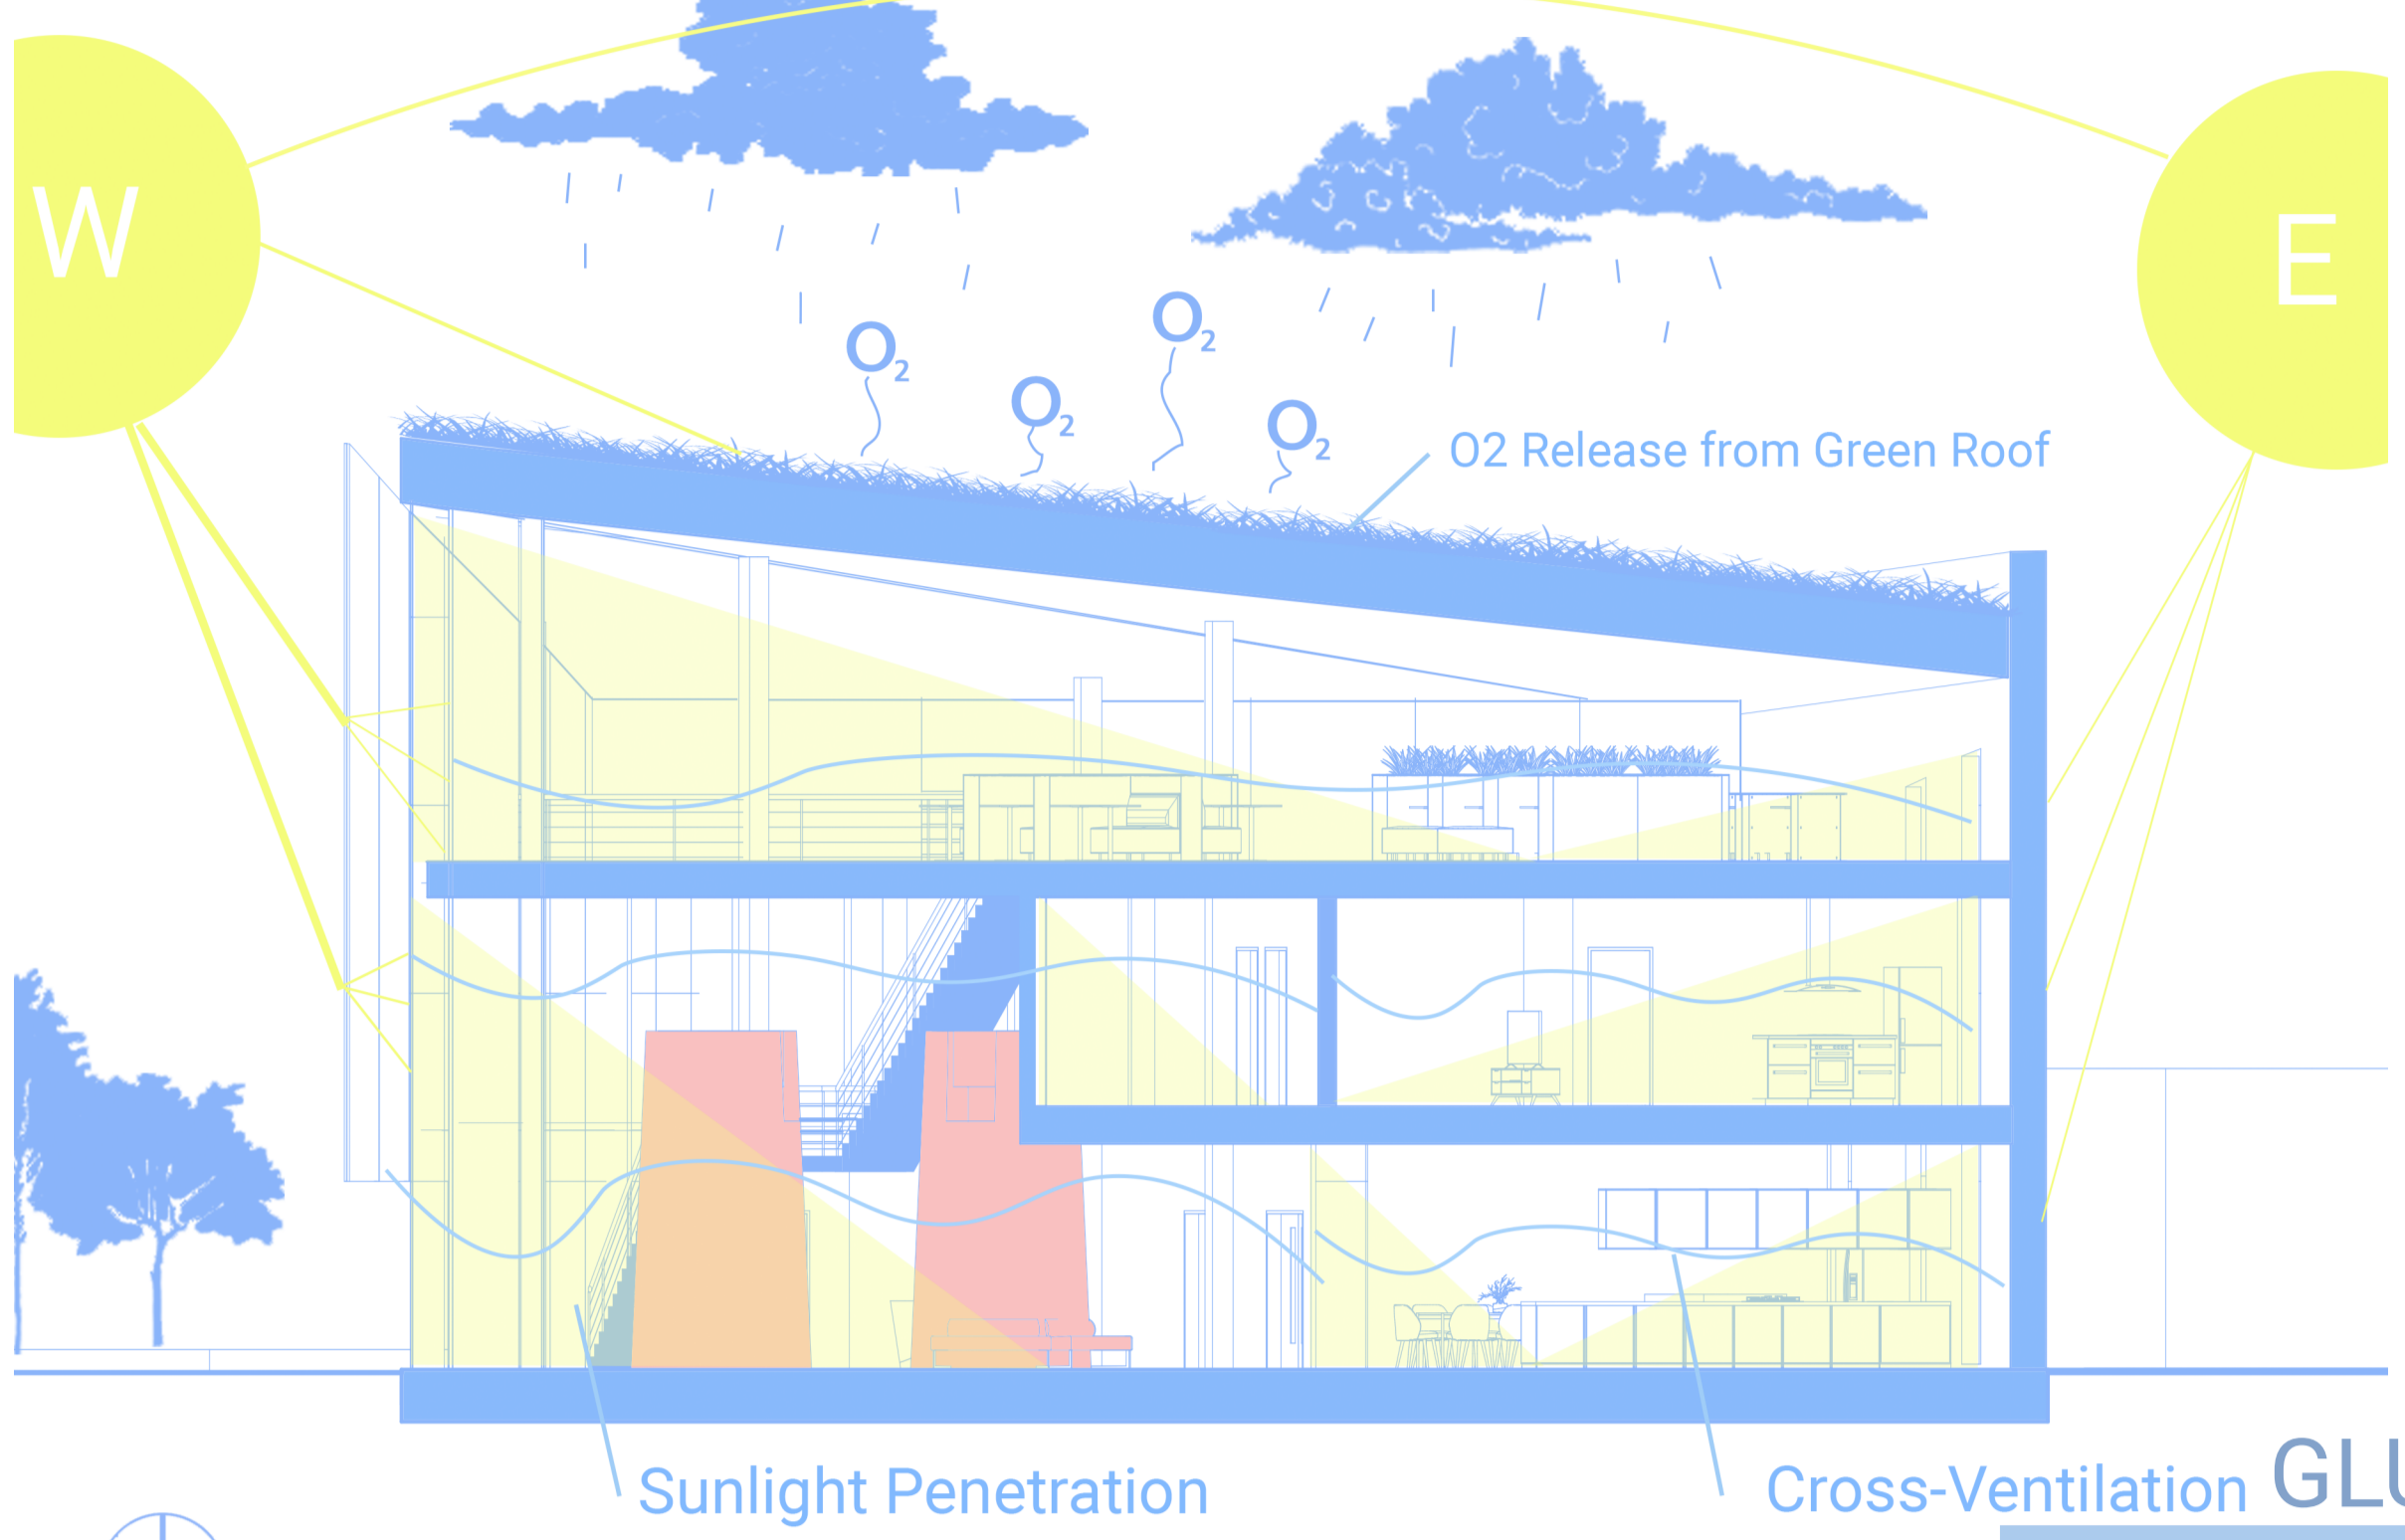 W
E
O₂
O₂
O₂
O₂
O2 Release from Green Roof
Sunlight Penetration
Cross-Ventilation